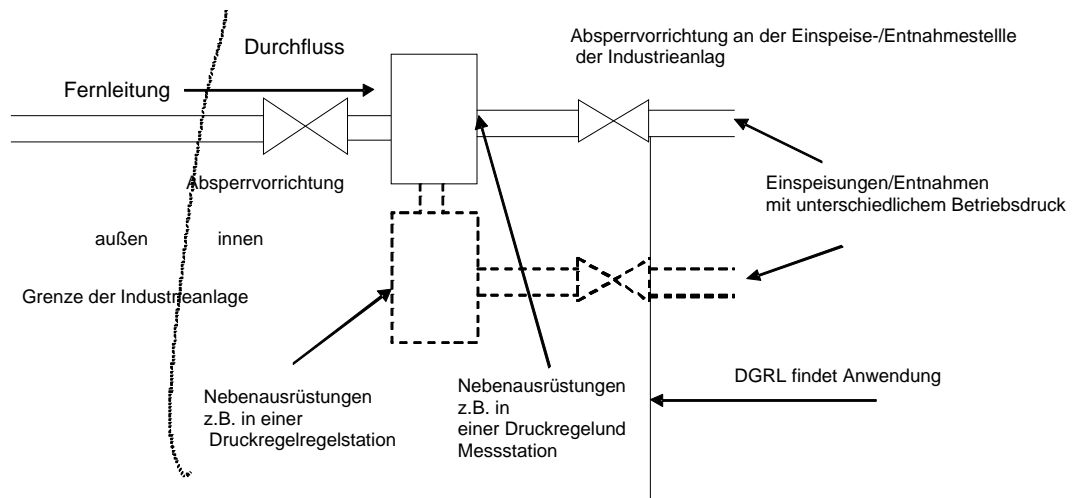 Durchfluss
Absperrvorrichtung an der Einspeise-/Entnahmestellle
der Industrieanlag
Fernleitung
Absperrvorrichtung
Einspeisungen/Entnahmen
mit unterschiedlichem Betriebsdruck
außen
innen
Grenze der Industrieanlage
Nebenausrüstungen
z.B. in einer
Druckregelregelstation
Nebenausrüstungen
z.B. in
einer Druckregelund
Messstation
DGRL findet Anwendung